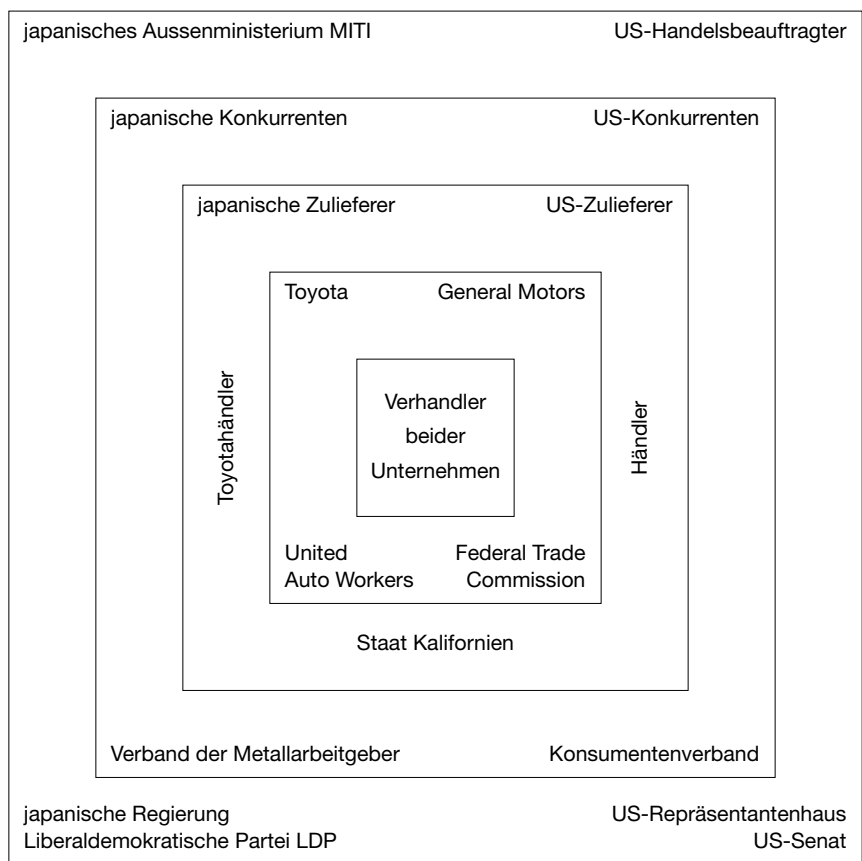 japanisches Aussenministerium MITI
US-Handelsbeauftragter
japanische Konkurrenten
US-Konkurrenten
japanische Zulieferer
US-Zulieferer
Toyota
General Motors
Toyotahändler
Verhandler
beider
Unternehmen
Händler
United
Auto Workers
Federal Trade
Commission
Staat Kalifornien
Verband der Metallarbeitgeber
Konsumentenverband
japanische Regierung
Liberaldemokratische Partei LDP
US-Repräsentantenhaus
US-Senat